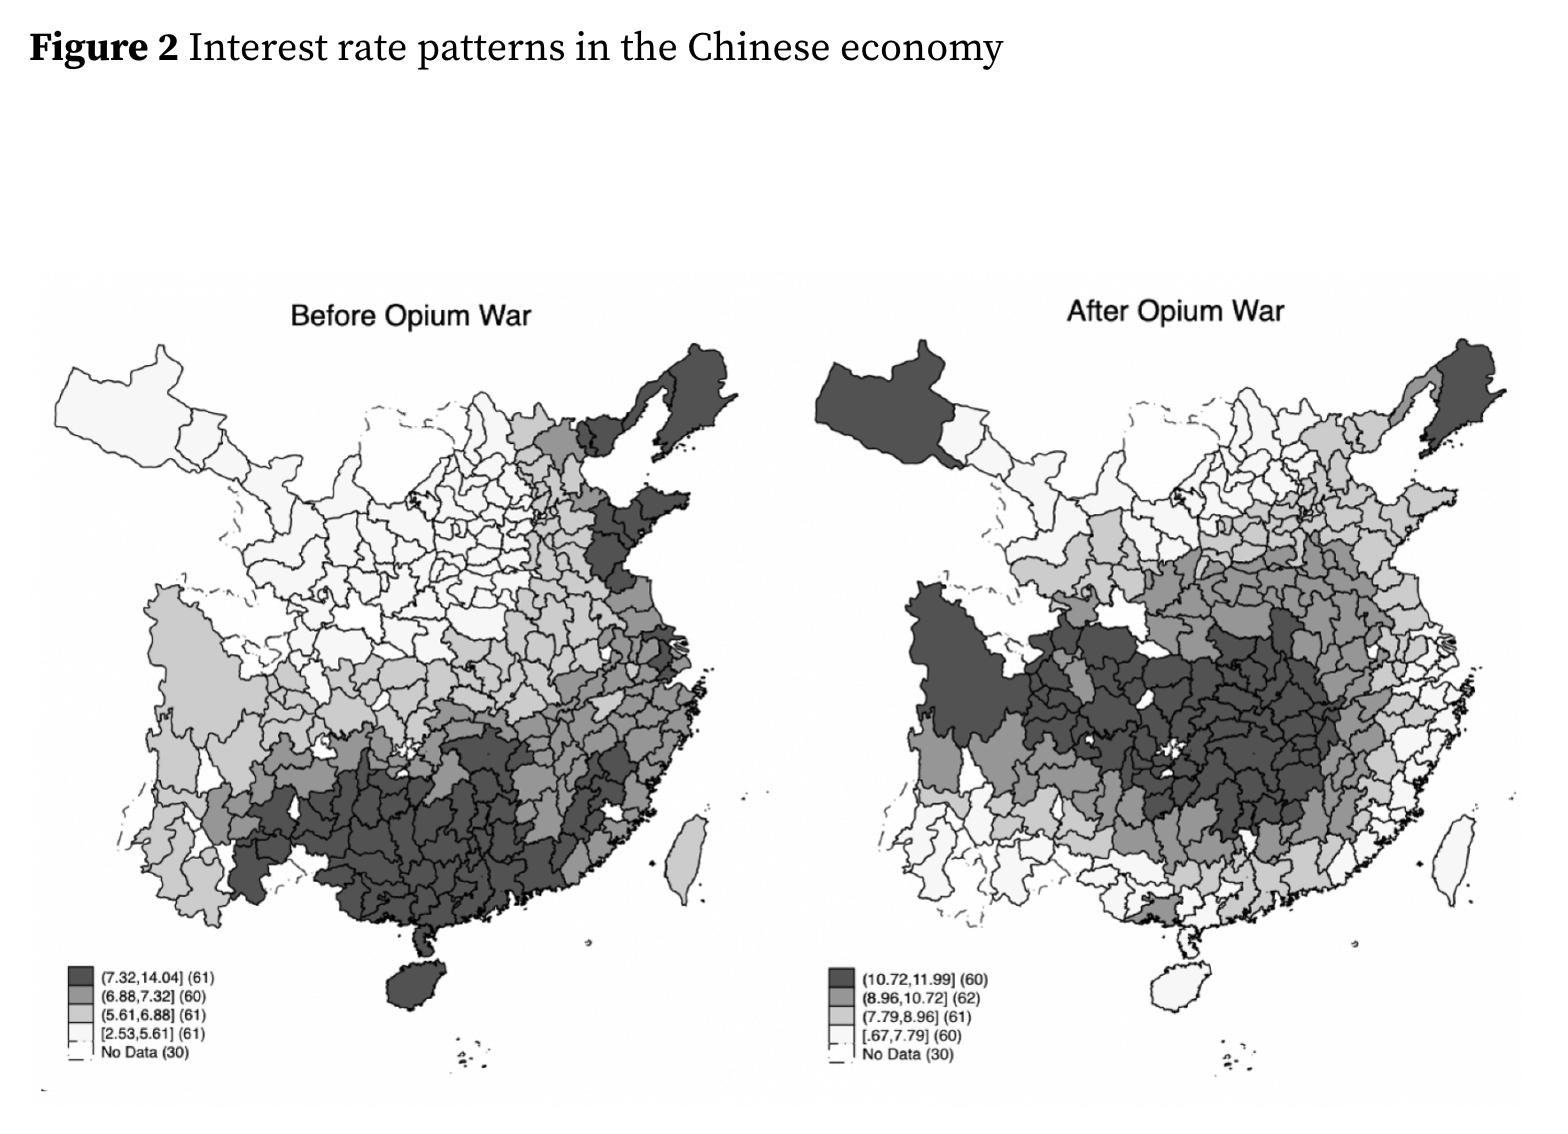 Figure 2 Interest rate patterns in the Chinese economy
Before Opium War
After Opium War
(7.32,14.04] (61)
(6.88,7.32] (60)
(5.61,6.88] (61)
[2.53,5.61] (61)
No Data (30)
(10.72,11.99] (60)
(8.96,10.72] (62)
(7.79,8.96] (61)
[.67,7.79] (60)
No Data (30)